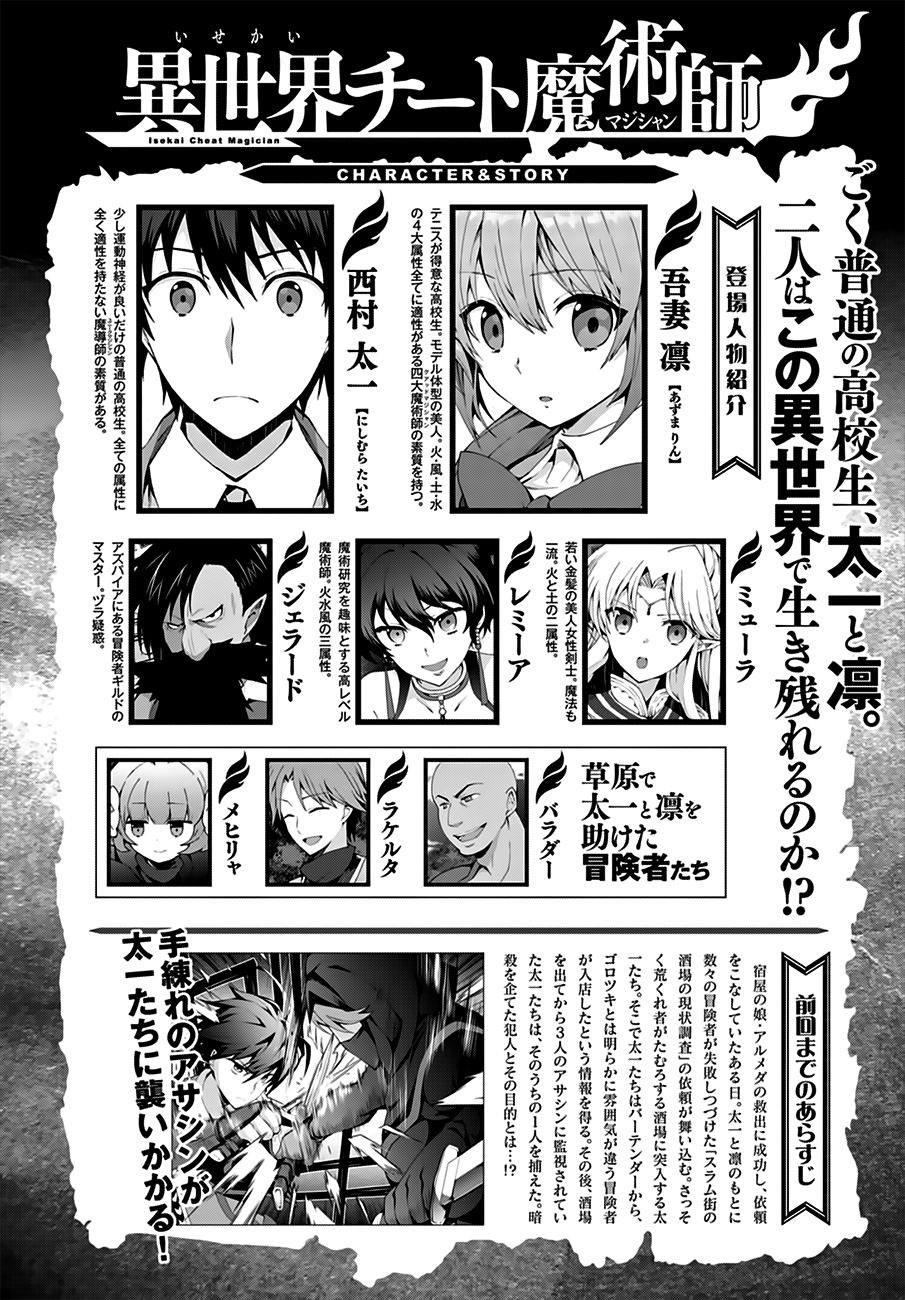 いせかい
異世界チート魔術師
マジシャン
Isekai Cheat Magician
CHARACTER&STORY
ごく普通の高校生、太一と凛。
二人はこの異世界で生き残れるのか!?
登場人物紹介
吾妻 凛【あずま りん】
テニスが得意な高校生。モデル体型の美人。火・風・土・水
の4大属性全てに適性がある四大魔術師の素質を持つ。
クアッドマジシャン
西村 太一【にしむら たいち】
少し運動神経が良いだけの普通の高校生。全ての属性に
全く適性を持たない魔導師の素質がある。
ミューラ
若い金髪の美人女性剣士。魔法も
一流。火と土の二属性。
レミーア
魔術研究を趣味とする高レベル
魔術師。火水風の三属性。
ジェラード
アズパイアにある冒険者ギルドの
マスター。ヅラ疑惑。
草原で
太一と凛を
助けた
冒険者たち
バラダー
ラケルタ
メヒリャ
前回までのあらすじ
宿屋の娘・アルメダの救出に成功し、依頼
をこなしていたある日。太一と凛のもとに
数々の冒険者が失敗しつづけた「スラム街の
酒場の現状調査」の依頼が舞い込む。さっそ
く荒くれ者がたむろする酒場に突入する太
一たち。そこで太一たちはバーテンダーから、
ゴロツキとは明らかに雰囲気が違う冒険者
が入店したという情報を得る。その後、酒場
を出てから3人のアサシンに監視されてい
た太一たちは、そのうちの1人を捕えた。暗
殺を企てた犯人とその目的とは…!?
手練れのアサシンが
太一たちに襲いかかる!